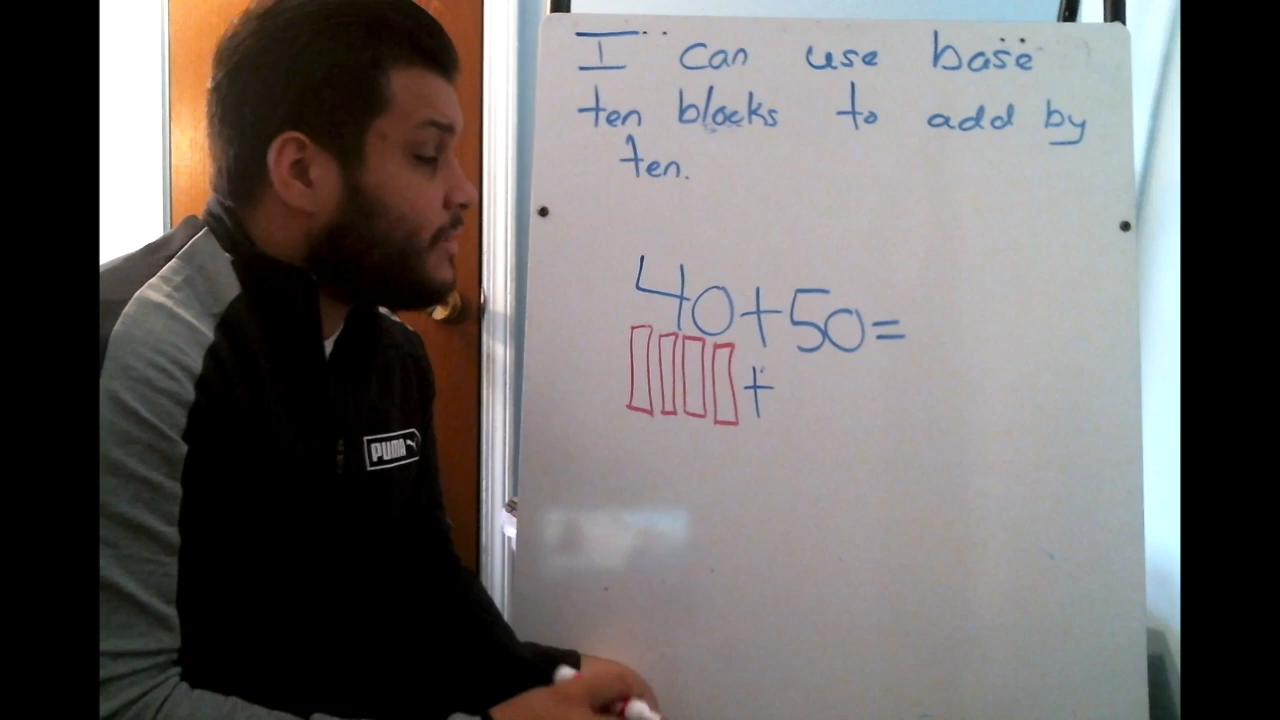 I can use base
ten blocks to add by
ten.
40+50=
+
PUMA